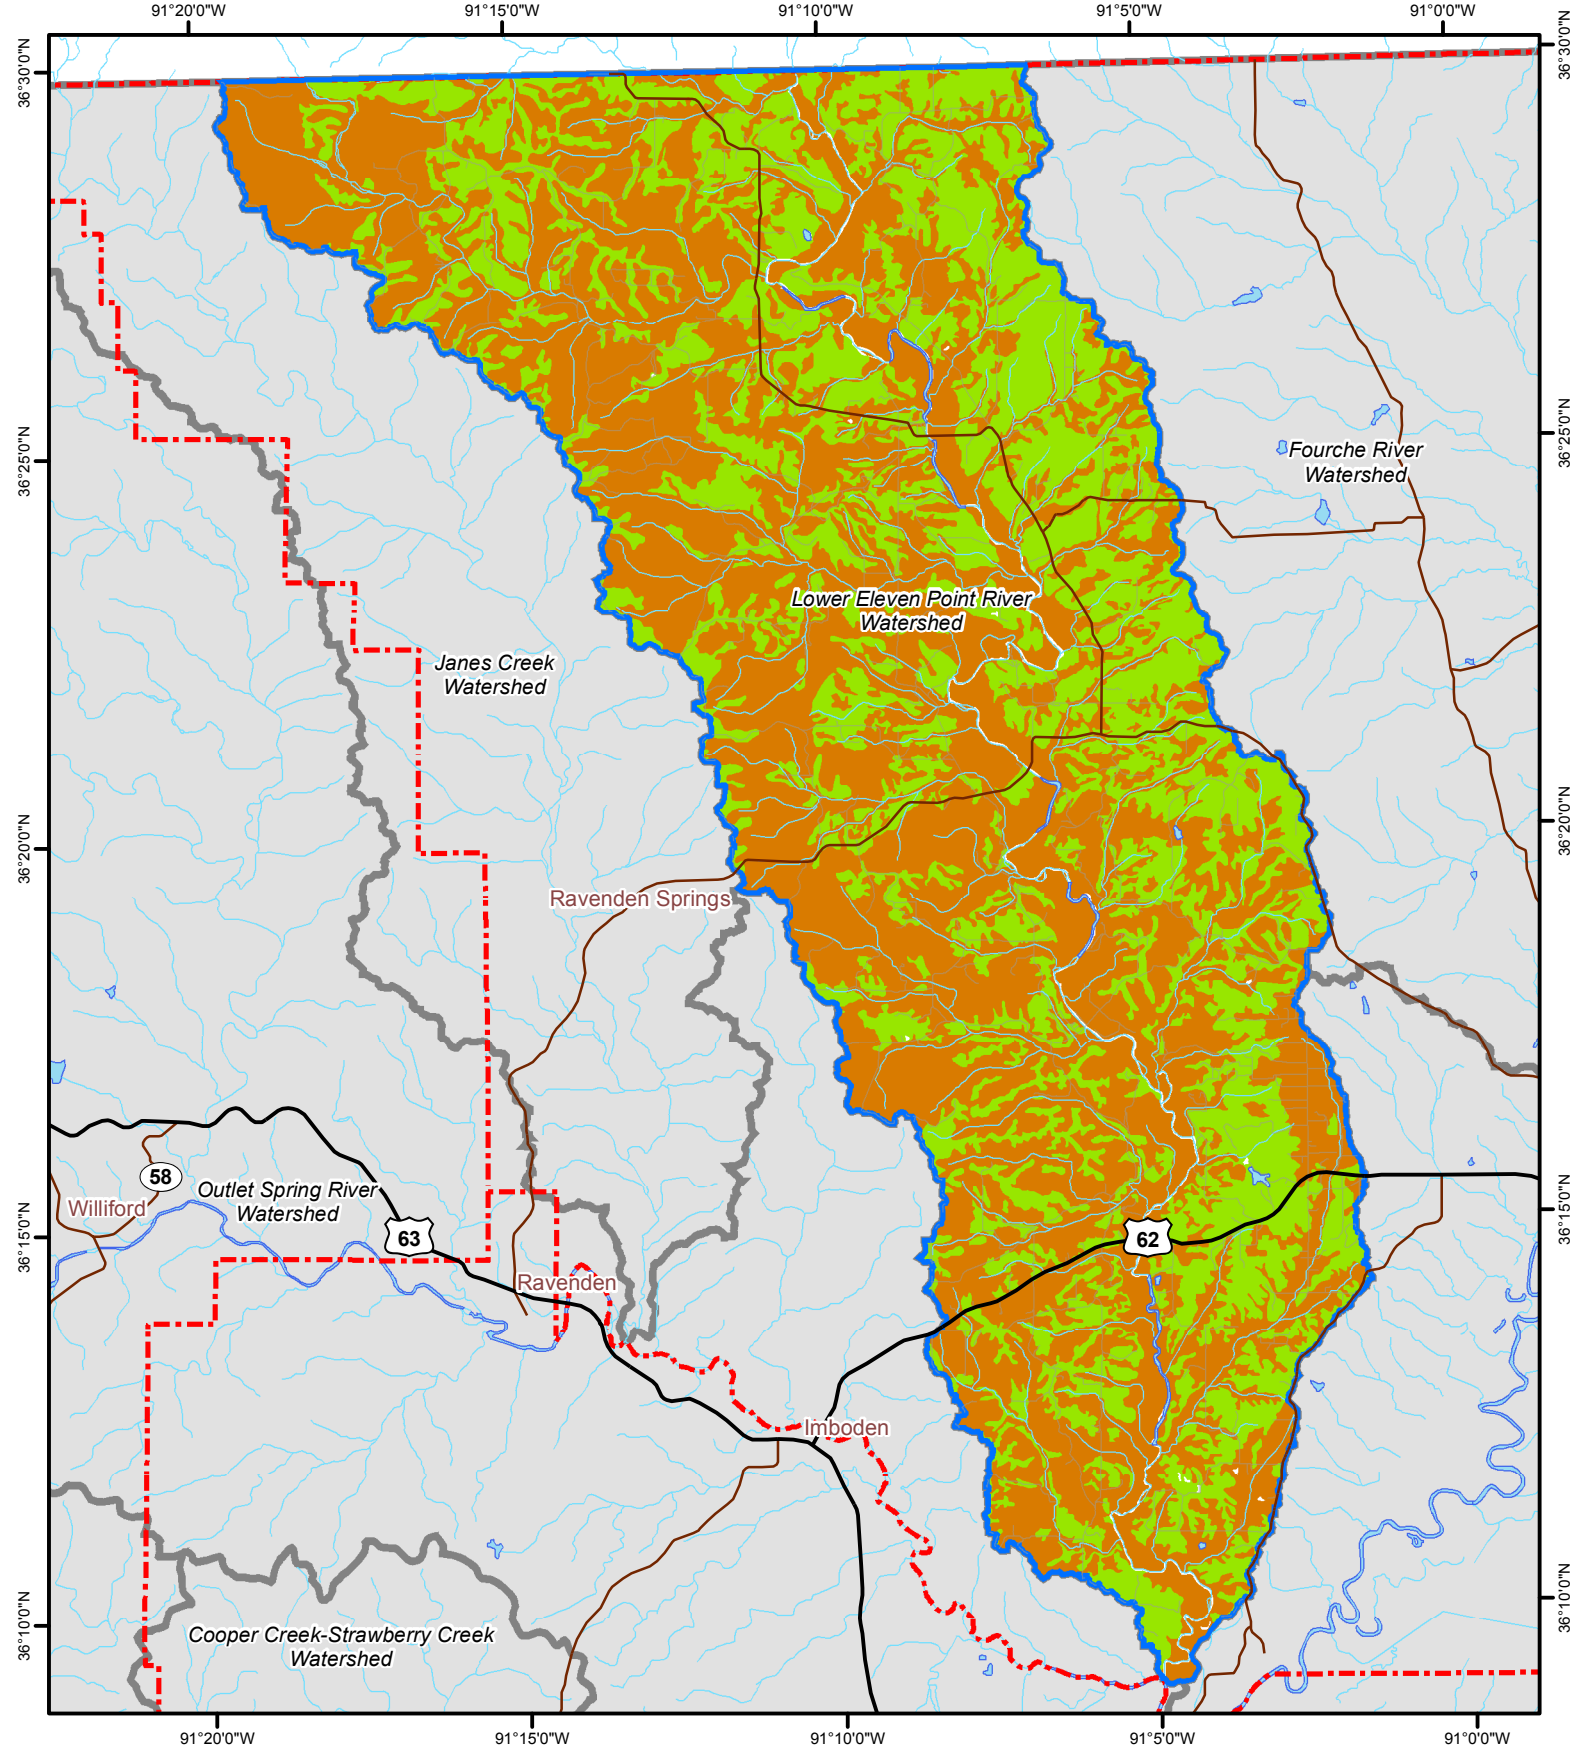 91°20'0"W
91°15'0"W
91°10'0"W
91°5'0"W
91°0'0"W
36°30'0"N
36°30'0"N
36°25'0"N
36°25'0"N
Fourche River
Watershed
Lower Eleven Point River
Watershed
Janes Creek
Watershed
36°20'0"N
36°20'0"N
Ravenden Springs
58
Outlet Spring River
Watershed
Williford
63
62
36°15'0"N
36°15'0"N
Ravenden
Imboden
36°10'0"N
36°10'0"N
Cooper Creek-Strawberry Creek
Watershed
91°20'0"W
91°15'0"W
91°10'0"W
91°5'0"W
91°0'0"W